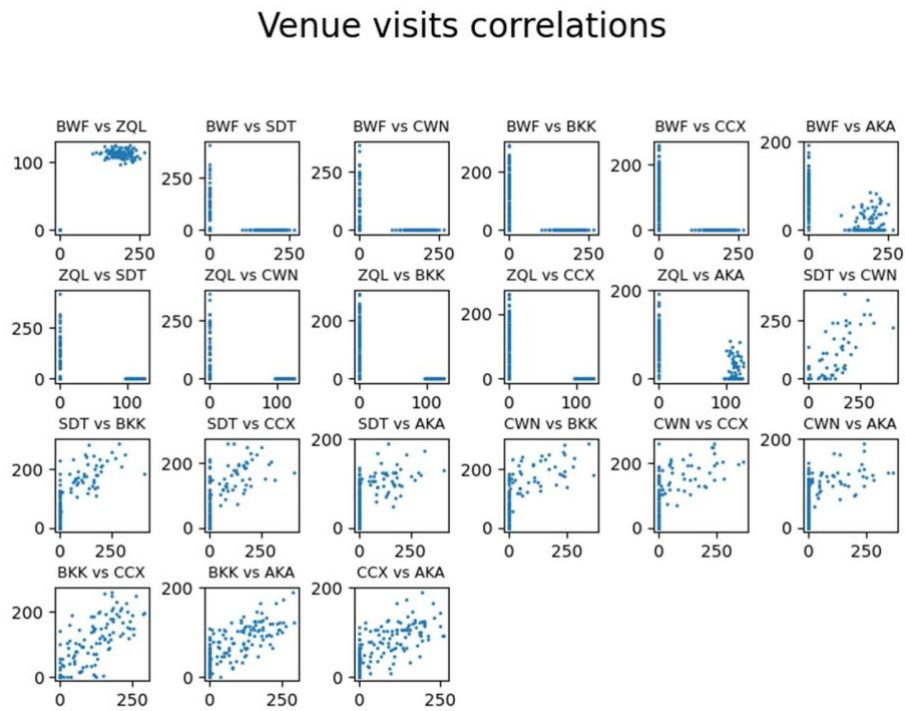 Venue visits correlations
BWF vs ZQL BWF vs SDT BWF vs CWN BWF vs BKK BWF vs CCX BWF vs AKA
100 250 250 200 200 200
0 0 0 0 0 0
0 250 0 250 0 250 0 250 0 250 0 250
ZQL vs SDT ZQL vs CWN ZQL vs BKK ZQL vs CCX ZQL vs AKA SDT vs CWN
250 250 200 200 200 250
0 0 0 0 0 0
0 100 0 100 0 100 0 100 0 100 0 250
SDT vs BKK SDT vs CCX SDT vs AKA CWN vs BKK CWN vs CCX CWN vs AKA
200 200 200 200 200 200
0 0 0 0 0 0
0 250 0 250 0 250 0 250 0 250 0 250
BKK vs CCX BKK vs AKA CCX vs AKA
200 200 200
0 0 0
0 250 0 250 0 250